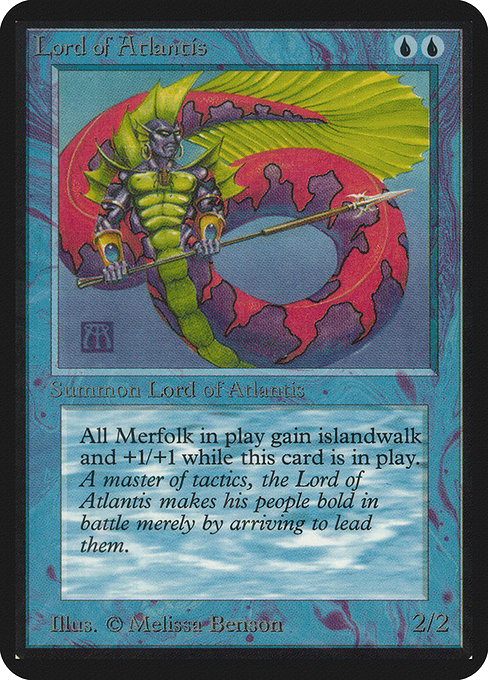 Lord of Atlantis
Summon Lord of Atlantis
All Merfolk in play gain islandwalk
and +1/+1 while this card is in play.
A master of tactics, the Lord of
Atlantis makes his people bold in
battle merely by arriving to lead
them.
Illus. © Melissa Benson 2/2